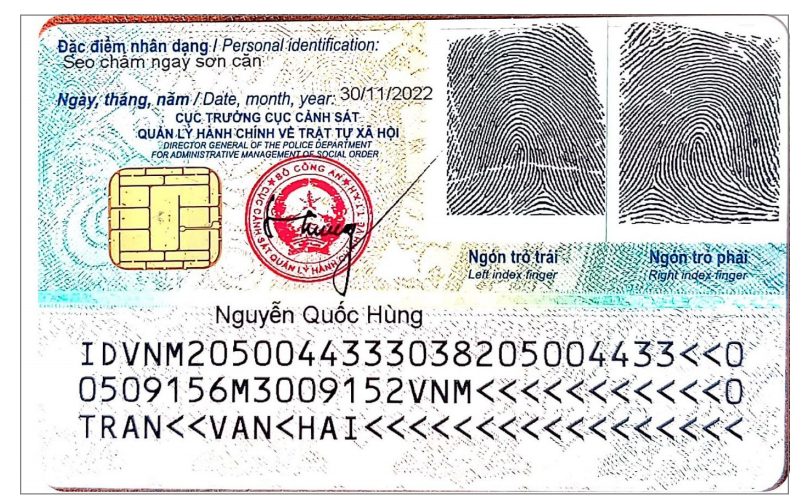 Đặc điểm nhân dạng / Personal identification:
Sẹo chấm ngay sơn căn
Ngày, tháng, năm / Date, month, year: 30/11/2022
CỤC TRƯỞNG CỤC CẢNH SÁT
QUẢN LÝ HÀNH CHÍNH VỀ TRẬT TỰ XÃ HỘI
DIRECTOR GENERAL OF THE POLICE DEPARTMENT
FOR ADMINISTRATIVE MANAGEMENT OF SOCIAL ORDER
BỘ CÔNG AN
CỤC CẢNH SÁT QUẢN LÝ HÀNH
Ngón trỏ trái
Left index finger
Ngón trỏ phải
Right index finger
Nguyễn Quốc Hùng
IDVNM2050044333038205004433<<0
0509156M3009152VNM<<<<<<<<<<<0
TRAN<<VAN<HAI<<<<<<<<<<<<<<<<<